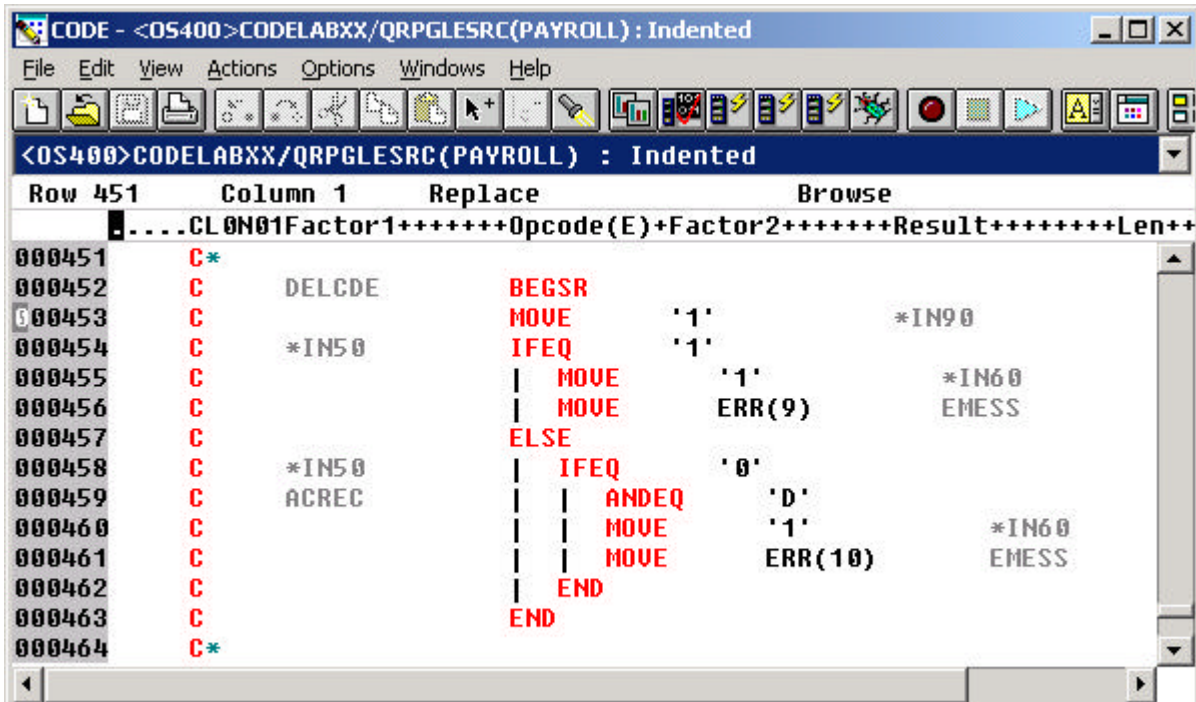 CODE - <OS400>CODELABXX/QRPGLESRC(PAYROLL) : Indented
File Edit View Actions Options Windows Help
<OS400>CODELABXX/QRPGLESRC(PAYROLL) : Indented
Row 451 Column 1 Replace Browse
.....CL0N01Factor1+++++++Opcode(E)+Factor2+++++++Result++++++++Len++
000451 C*
000452 C DELCDE BEGSR
S00453 C MOVE '1' *IN90
000454 C *IN50 IFEQ '1'
000455 C | MOVE '1' *IN60
000456 C | MOVE ERR(9) EMESS
000457 C ELSE
000458 C *IN50 | IFEQ '0'
000459 C ACREC | | ANDEQ 'D'
000460 C | | MOVE '1' *IN60
000461 C | | MOVE ERR(10) EMESS
000462 C | END
000463 C END
000464 C*